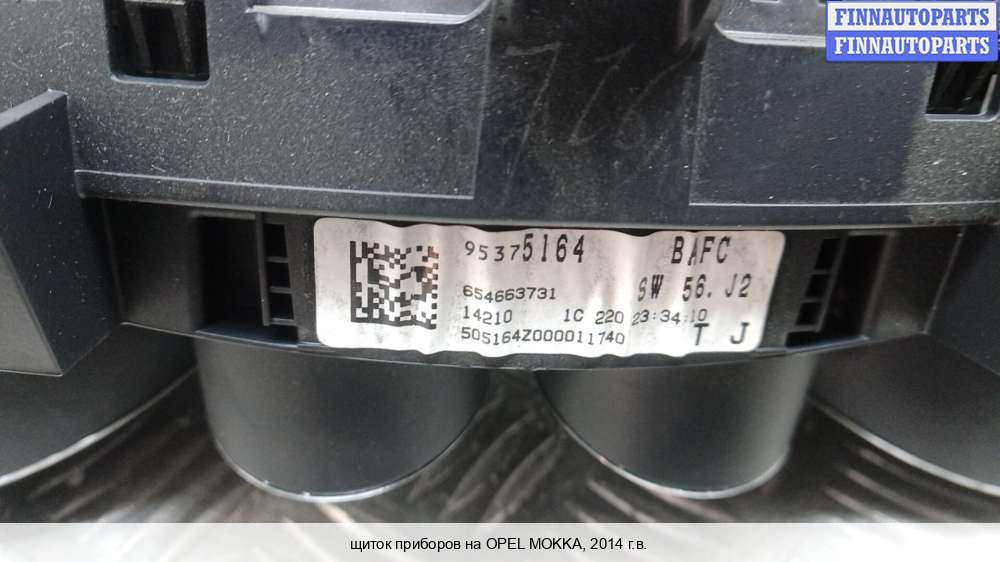 FINNAUTOPARTS
FINNAUTOPARTS
95375164 BAFC
654663731 SW 56. J2
14210 1C 220 23:34:10
505164Z000011740 T J
щиток приборов на OPEL MOKKA, 2014 г.в.